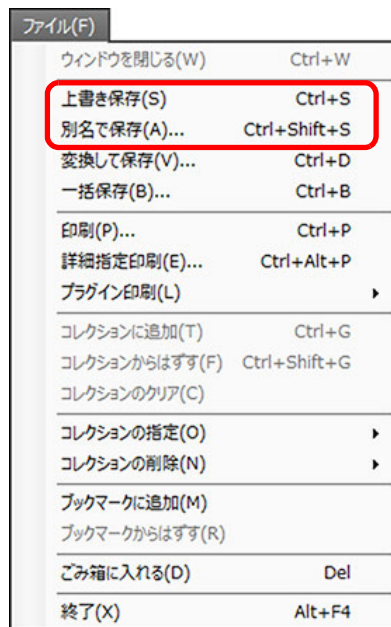 ファイル(F)
ウィンドウを閉じる(W) Ctrl+W
上書き保存(S) Ctrl+S
別名で保存(A)... Ctrl+Shift+S
変換して保存(V)... Ctrl+D
一括保存(B)... Ctrl+B
印刷(P)... Ctrl+P
詳細指定印刷(E)... Ctrl+Alt+P
プラグイン印刷(L)
コレクションに追加(T) Ctrl+G
コレクションからはずす(F) Ctrl+Shift+G
コレクションのクリア(C)
コレクションの指定(O)
コレクションの削除(N)
ブックマークに追加(M)
ブックマークからはずす(R)
ごみ箱に入れる(D) Del
終了(X) Alt+F4